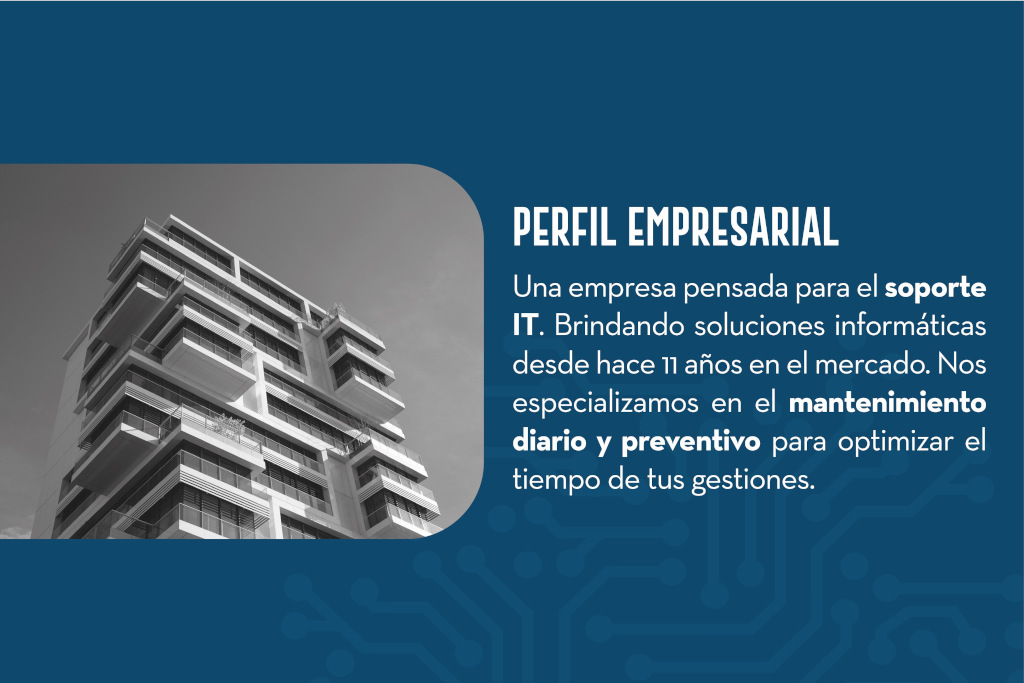 PERFIL EMPRESARIAL
Una empresa pensada para el soporte
IT. Brindando soluciones informáticas
desde hace 11 años en el mercado. Nos
especializamos en el mantenimiento
diario y preventivo para optimizar el
tiempo de tus gestiones.